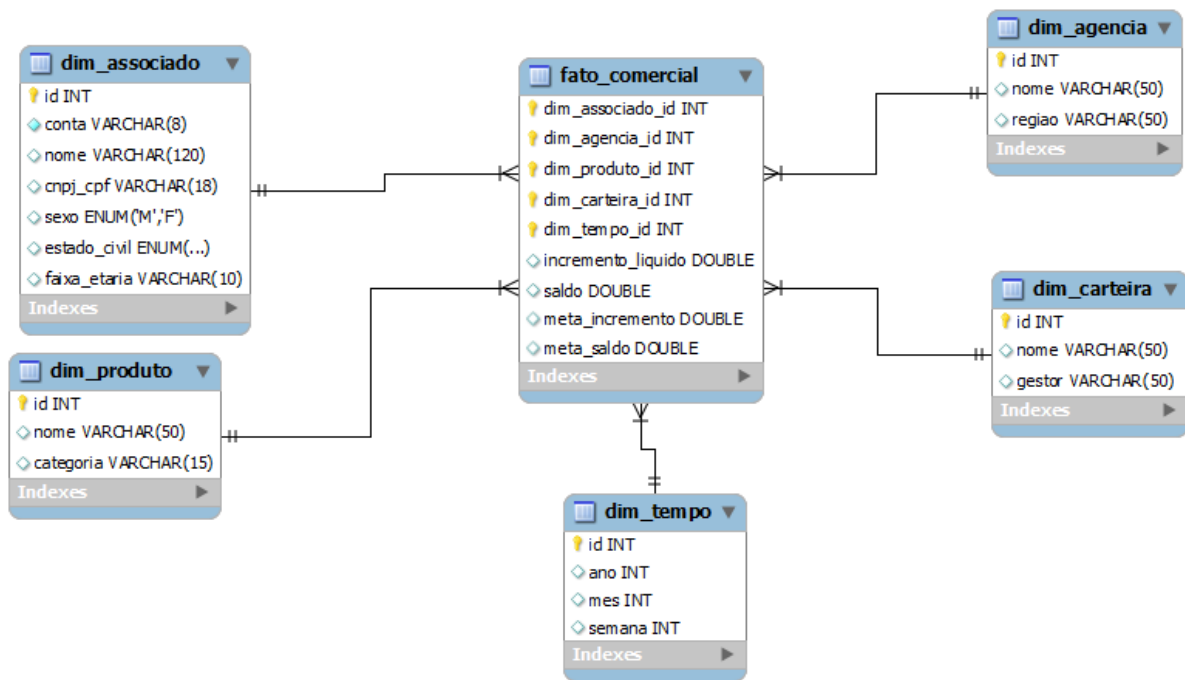 dim_associado
id INT
conta VARCHAR(8)
nome VARCHAR(120)
cnpj_cpf VARCHAR(18)
sexo ENUM('M','F')
estado_civil ENUM(...)
faixa_etaria VARCHAR(10)
Indexes
fato_comercial
dim_associado_id INT
dim_agencia_id INT
dim_produto_id INT
dim_carteira_id INT
dim_tempo_id INT
incremento_liquido DOUBLE
saldo DOUBLE
meta_incremento DOUBLE
meta_saldo DOUBLE
Indexes
dim_agencia
id INT
nome VARCHAR(50)
regiao VARCHAR(50)
Indexes
dim_produto
id INT
nome VARCHAR(50)
categoria VARCHAR(15)
Indexes
dim_carteira
id INT
nome VARCHAR(50)
gestor VARCHAR(50)
Indexes
dim_tempo
id INT
ano INT
mes INT
semana INT
Indexes